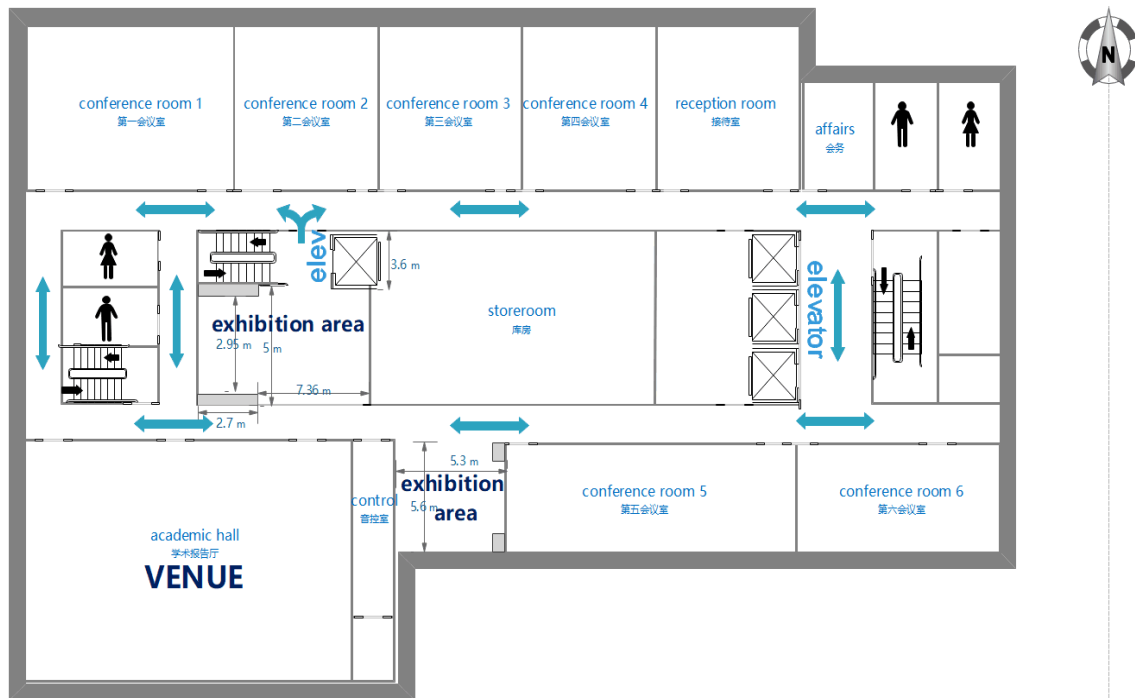 N
conference room 1
第一会议室
conference room 2
第二会议室
conference room 3
第三会议室
conference room 4
第四会议室
reception room
接待室
affairs
会务
elev
3.6 m
exhibition area
2.95 m
5 m
7.36 m
2.7 m
storeroom
库房
elevator
academic hall
学术报告厅
VENUE
control
音控室
5.3 m
exhibition
area
5.6 m
conference room 5
第五会议室
conference room 6
第六会议室